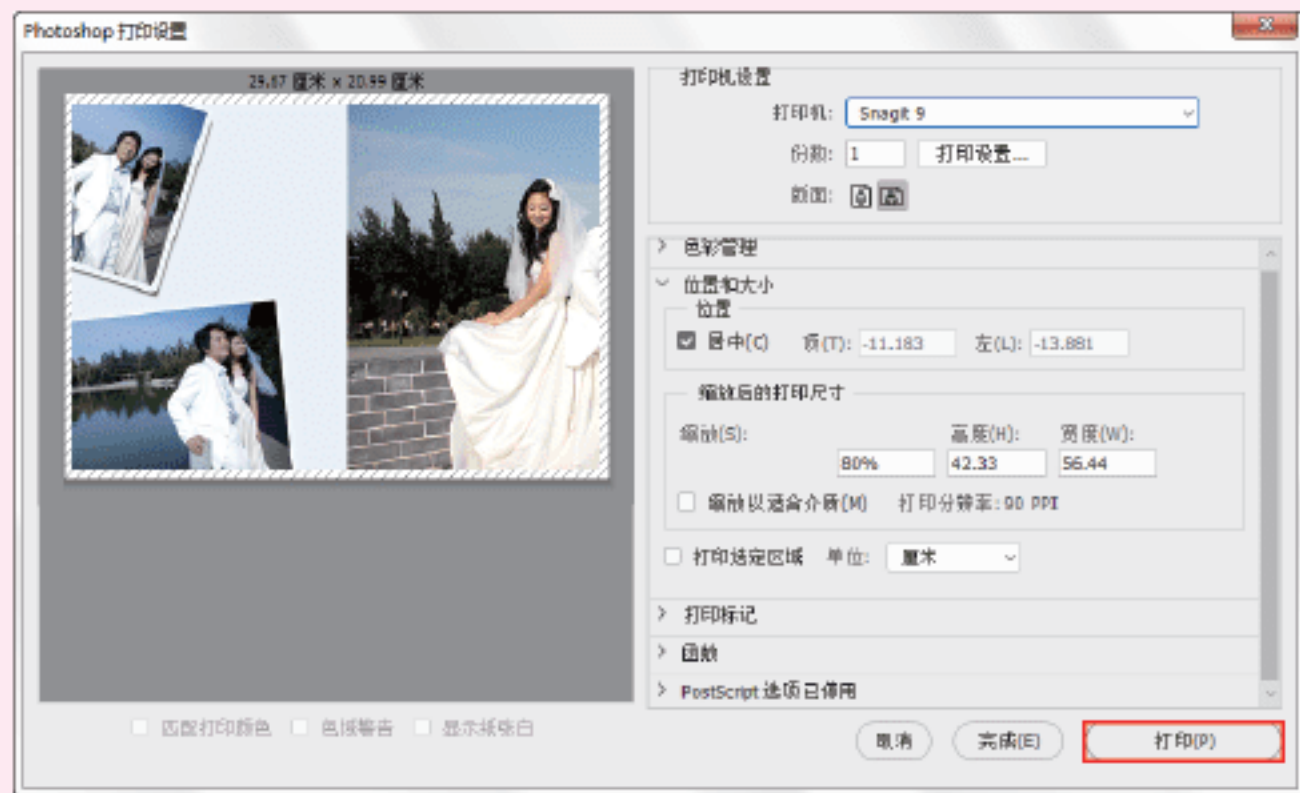 Photoshop 打印设置
29.67 厘米 x 20.99 厘米
打印机设置
打印机: Snagit 9
份数: 1 打印设置...
版面:
色彩管理
位置和大小
位置
居中(C) 顶(T): -11.183 左(L): -13.881
缩放后的打印尺寸
缩放(S): 高度(H): 宽度(W):
80% 42.33 56.44
缩放以适合介质(M) 打印分辨率: 90 PPI
打印选定区域 单位: 厘米
打印标记
函数
PostScript 选项已停用
匹配打印颜色 色域警告 显示纸张白
取消 完成(E) 打印(P)